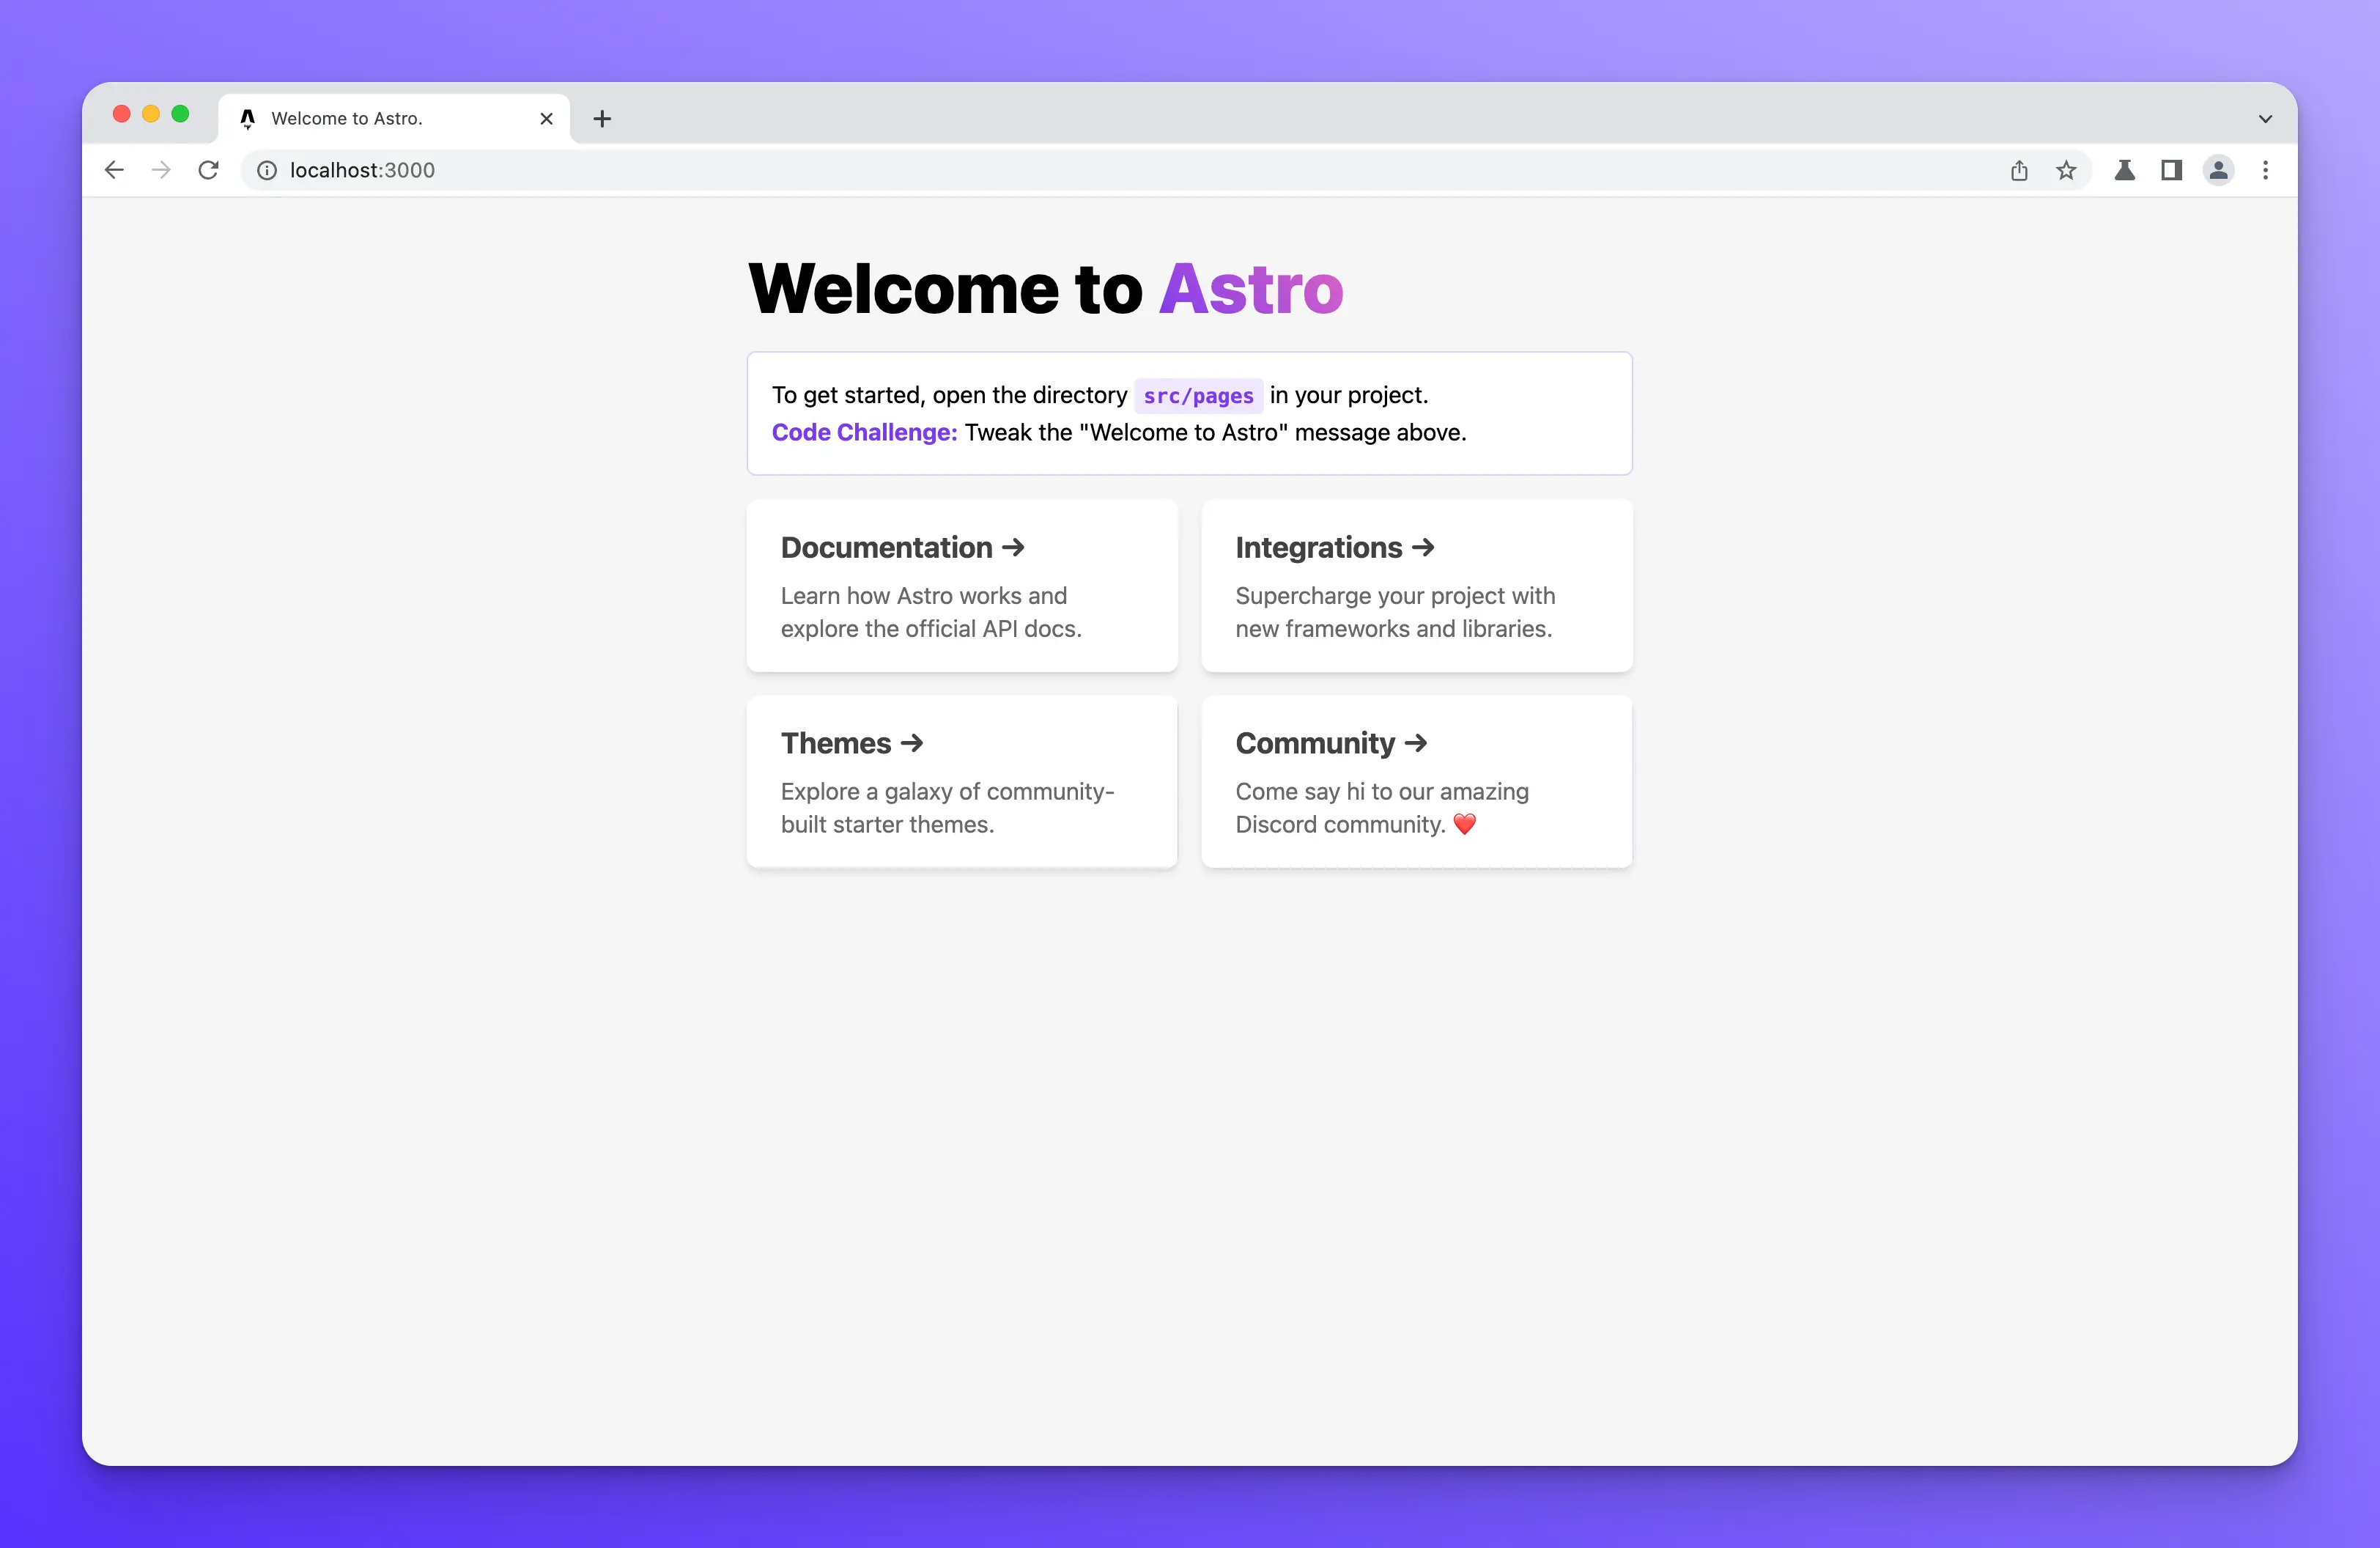 Welcome to Astro.
localhost:3000
Welcome to Astro
To get started, open the directory src/pages in your project.
Code Challenge: Tweak the "Welcome to Astro" message above.
Documentation →
Learn how Astro works and
explore the official API docs.
Integrations →
Supercharge your project with
new frameworks and libraries.
Themes →
Explore a galaxy of community-
built starter themes.
Community →
Come say hi to our amazing
Discord community. ❤️